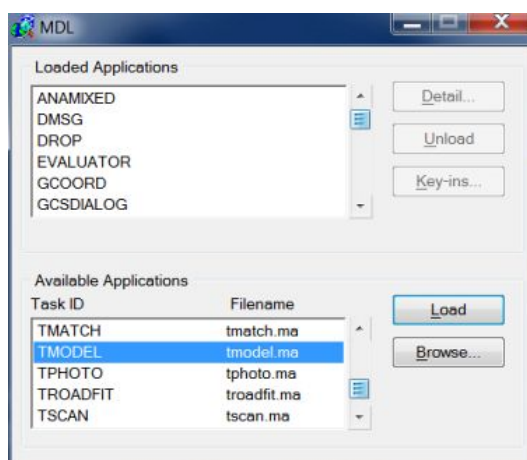 MDL
Loaded Applications
ANAMIXED
DMSG
DROP
EVALUATOR
GCOORD
GCSDIALOG
Detail...
Unload
Key-ins...
Available Applications
Task ID Filename
TMATCH tmatch.ma
TMODEL tmodel.ma
TPHOTO tphoto.ma
TROADFIT troadfit.ma
TSCAN tscan.ma
Load
Browse...